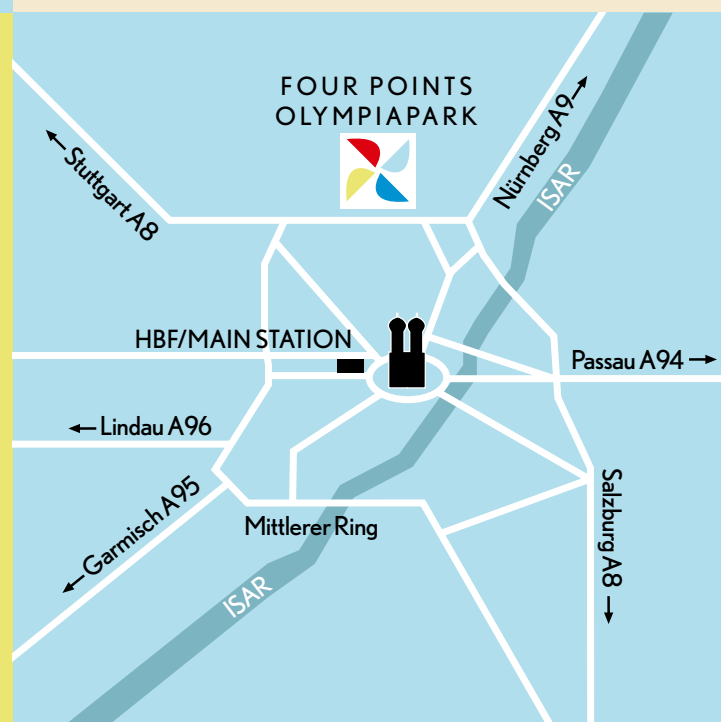 FOUR POINTS
OLYMPIAPARK
Nürnberg A9
Stuttgart A8
ISAR
HBF/MAIN STATION
Passau A94
Lindau A96
Garmisch A95
Salzburg A8
Mittlerer Ring
ISAR